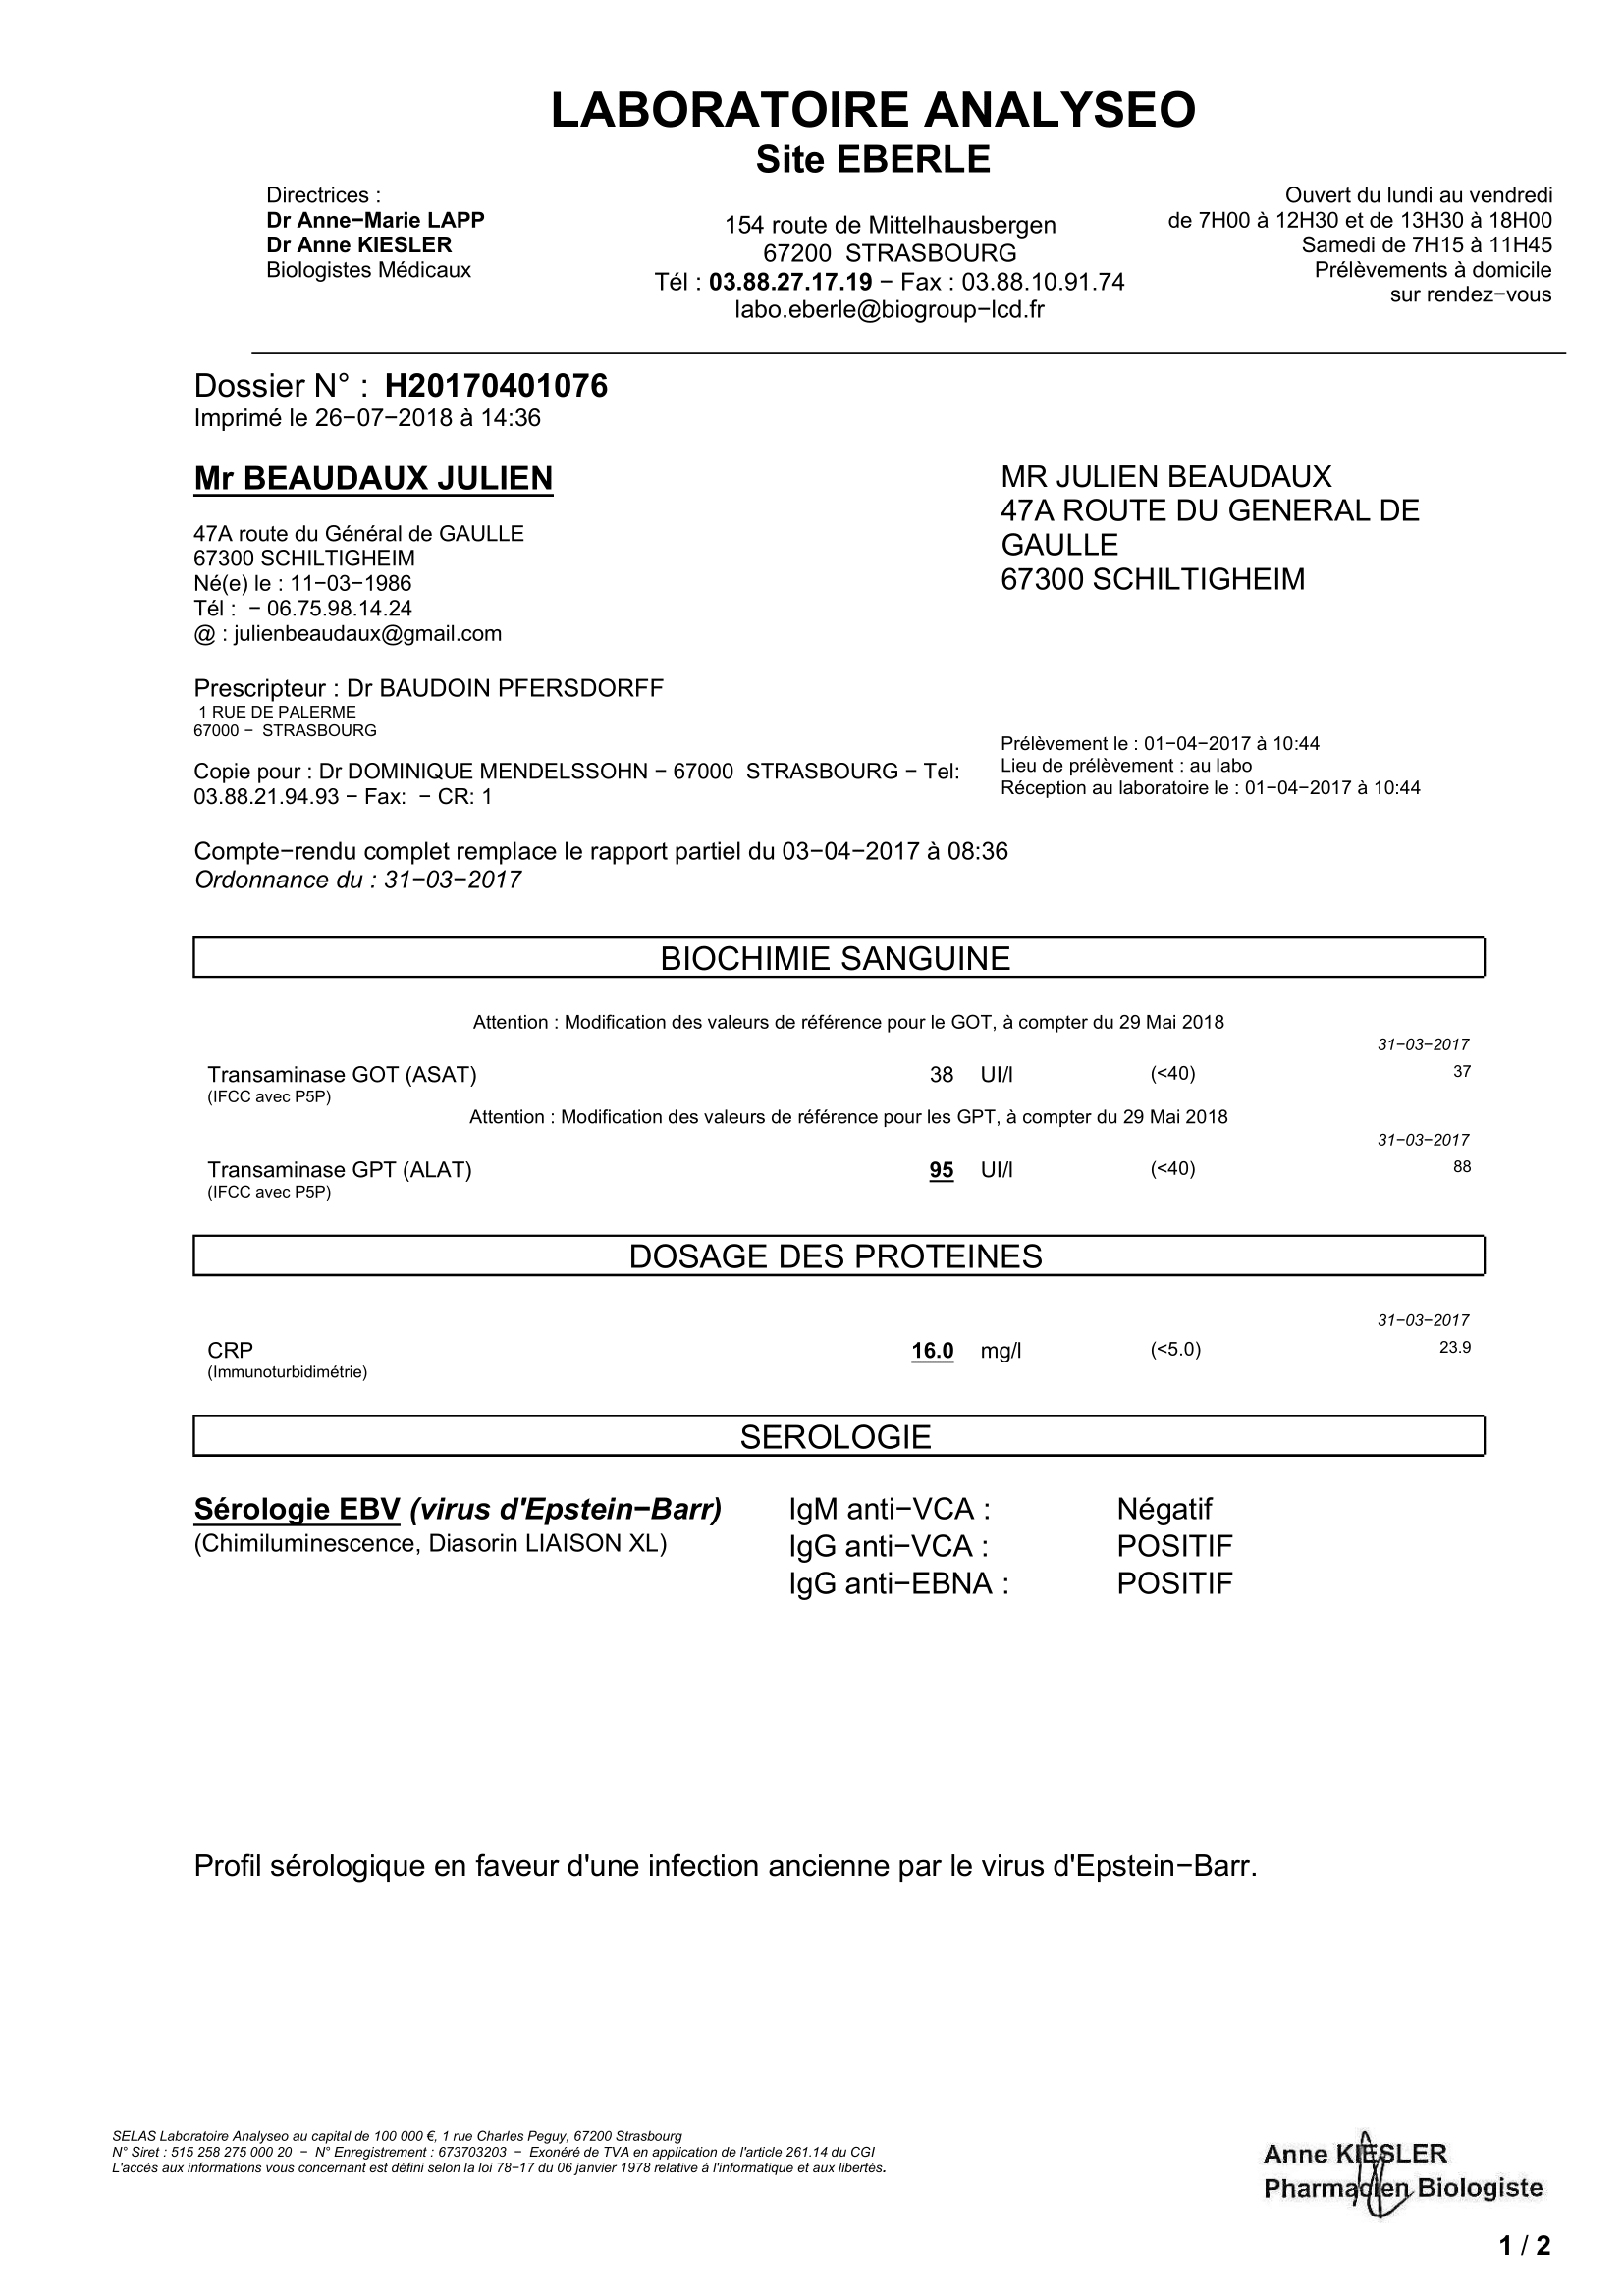 LABORATOIRE ANALYSEO
Site EBERLE
Directrices :
Dr Anne−Marie LAPP
Dr Anne KIESLER
Biologistes Médicaux
154 route de Mittelhausbergen
67200 STRASBOURG
Tél : 03.88.27.17.19 − Fax : 03.88.10.91.74
labo.eberle@biogroup−lcd.fr
Ouvert du lundi au vendredi
de 7H00 à 12H30 et de 13H30 à 18H00
Samedi de 7H15 à 11H45
Prélèvements à domicile
sur rendez−vous
Dossier N° : H20170401076
Imprimé le 26−07−2018 à 14:36
Mr BEAUDAUX JULIEN
47A route du Général de GAULLE
67300 SCHILTIGHEIM
Né(e) le : 11−03−1986
Tél : − 06.75.98.14.24
@ : julienbeaudaux@gmail.com
MR JULIEN BEAUDAUX
47A ROUTE DU GENERAL DE
GAULLE
67300 SCHILTIGHEIM
Prescripteur : Dr BAUDOIN PFERSDORFF
1 RUE DE PALERME
67000 − STRASBOURG
Copie pour : Dr DOMINIQUE MENDELSSOHN − 67000 STRASBOURG − Tel:
03.88.21.94.93 − Fax: − CR: 1
Prélèvement le : 01−04−2017 à 10:44
Lieu de prélèvement : au labo
Réception au laboratoire le : 01−04−2017 à 10:44
Compte−rendu complet remplace le rapport partiel du 03−04−2017 à 08:36
Ordonnance du : 31−03−2017
BIOCHIMIE SANGUINE
Attention : Modification des valeurs de référence pour le GOT, à compter du 29 Mai 2018
31−03−2017
Transaminase GOT (ASAT) 38 UI/l (<40) 37
(IFCC avec P5P)
Attention : Modification des valeurs de référence pour les GPT, à compter du 29 Mai 2018
31−03−2017
Transaminase GPT (ALAT) 95 UI/l (<40) 88
(IFCC avec P5P)
DOSAGE DES PROTEINES
31−03−2017
CRP 16.0 mg/l (<5.0) 23.9
(Immunoturbidimétrie)
SEROLOGIE
Sérologie EBV (virus d'Epstein−Barr) IgM anti−VCA : Négatif
(Chimiluminescence, Diasorin LIAISON XL) IgG anti−VCA : POSITIF
IgG anti−EBNA : POSITIF
Profil sérologique en faveur d'une infection ancienne par le virus d'Epstein−Barr.
SELAS Laboratoire Analyseo au capital de 100 000 €, 1 rue Charles Peguy, 67200 Strasbourg
N° Siret : 515 258 275 000 20 − N° Enregistrement : 673703203 − Exonéré de TVA en application de l'article 261.14 du CGI
L'accès aux informations vous concernant est défini selon la loi 78−17 du 06 janvier 1978 relative à l'informatique et aux libertés.
Anne KIESLER
Pharmacien Biologiste
1 / 2